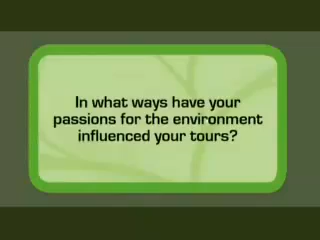 In what ways have your
passions for the environment
influenced your tours?